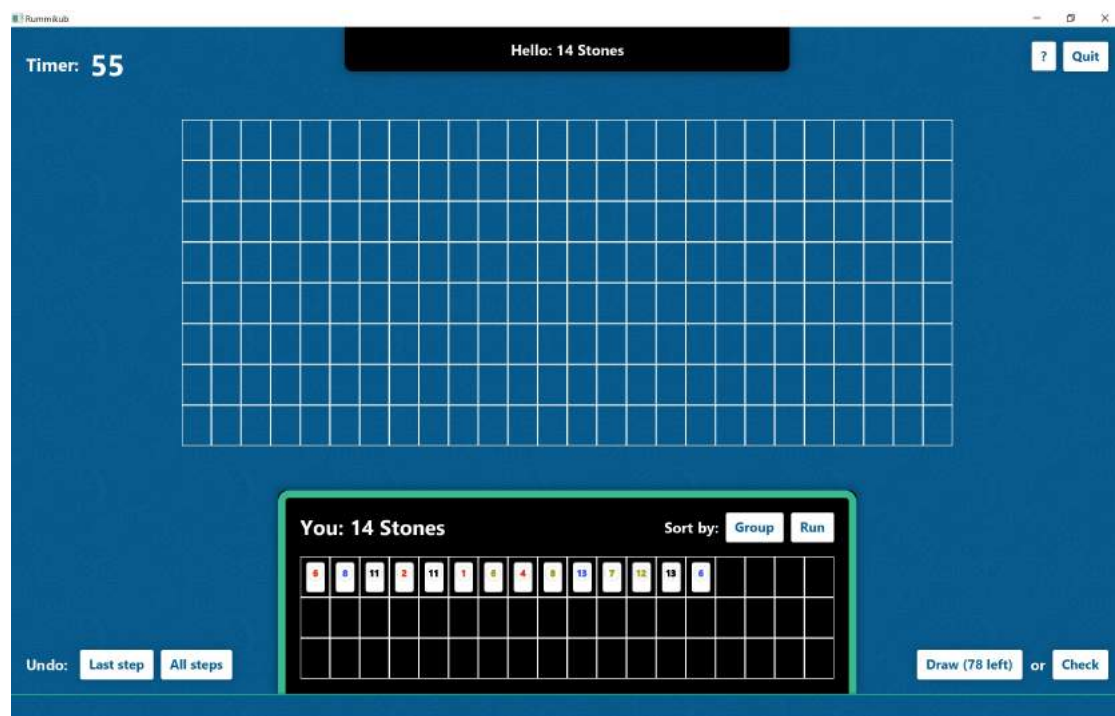 Rummikub
Hello: 14 Stones
Timer: 55
? Quit
You: 14 Stones
Sort by: Group Run
6 8 11 2 11 1 6 4 8 13 7 12 13 6
Undo: Last step All steps
Draw (78 left) or Check